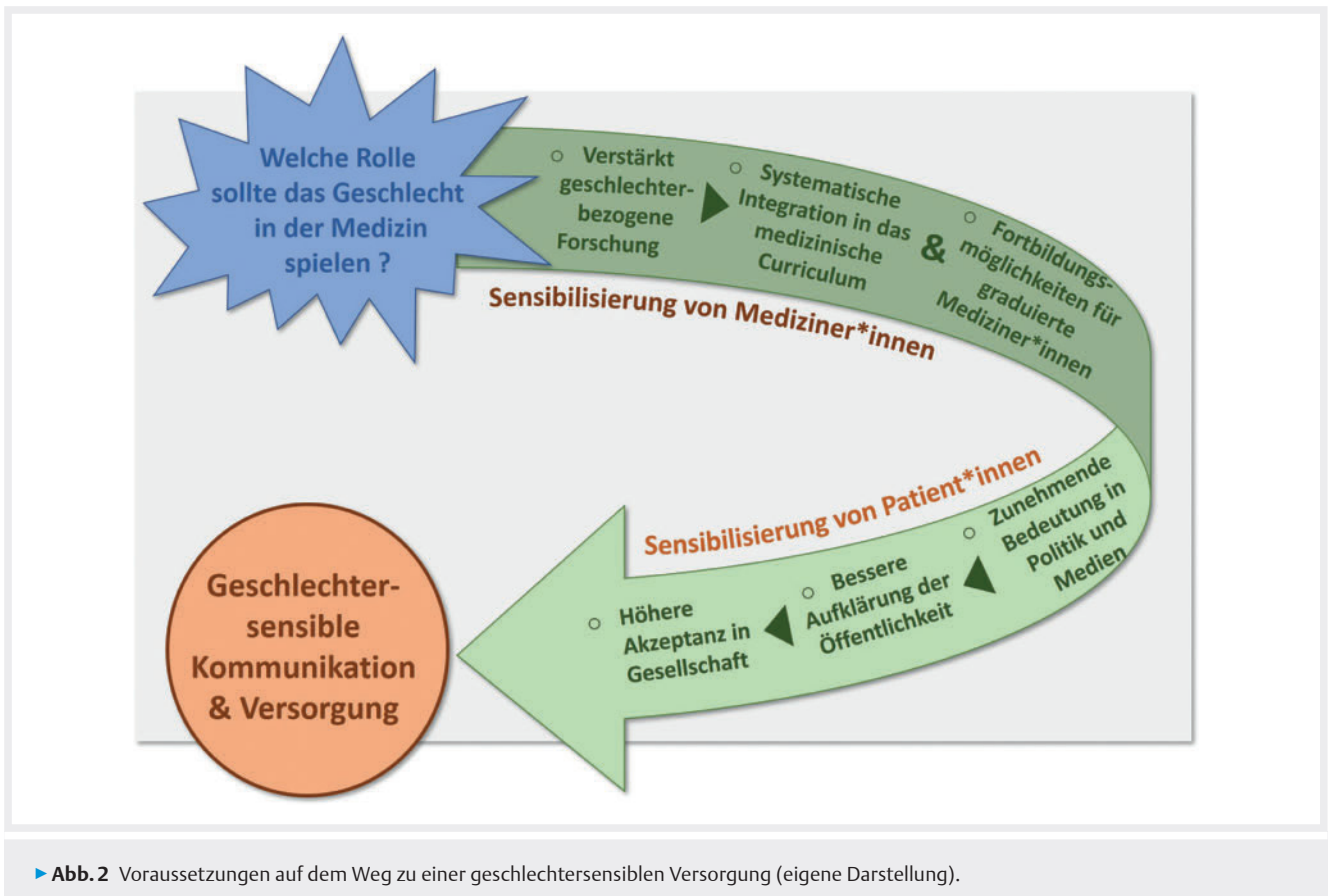 Welche Rolle
sollte das Geschlecht
in der Medizin
spielen ?
○ Verstärkt
geschlechter-
bezogene
Forschung
○ Systematische
Integration in das
medizinische
Curriculum
&
○ Fortbildungs-
möglichkeiten für
graduierte
Mediziner*innen
Sensibilisierung von Mediziner*innen
Sensibilisierung von Patient*innen
○ Zunehmende
Bedeutung in
Politik und
Medien
○ Bessere
Aufklärung der
Öffentlichkeit
○ Höhere
Akzeptanz in
Gesellschaft
Geschlechter-
sensible
Kommunikation
& Versorgung
▶ Abb. 2 Voraussetzungen auf dem Weg zu einer geschlechtersensiblen Versorgung (eigene Darstellung).